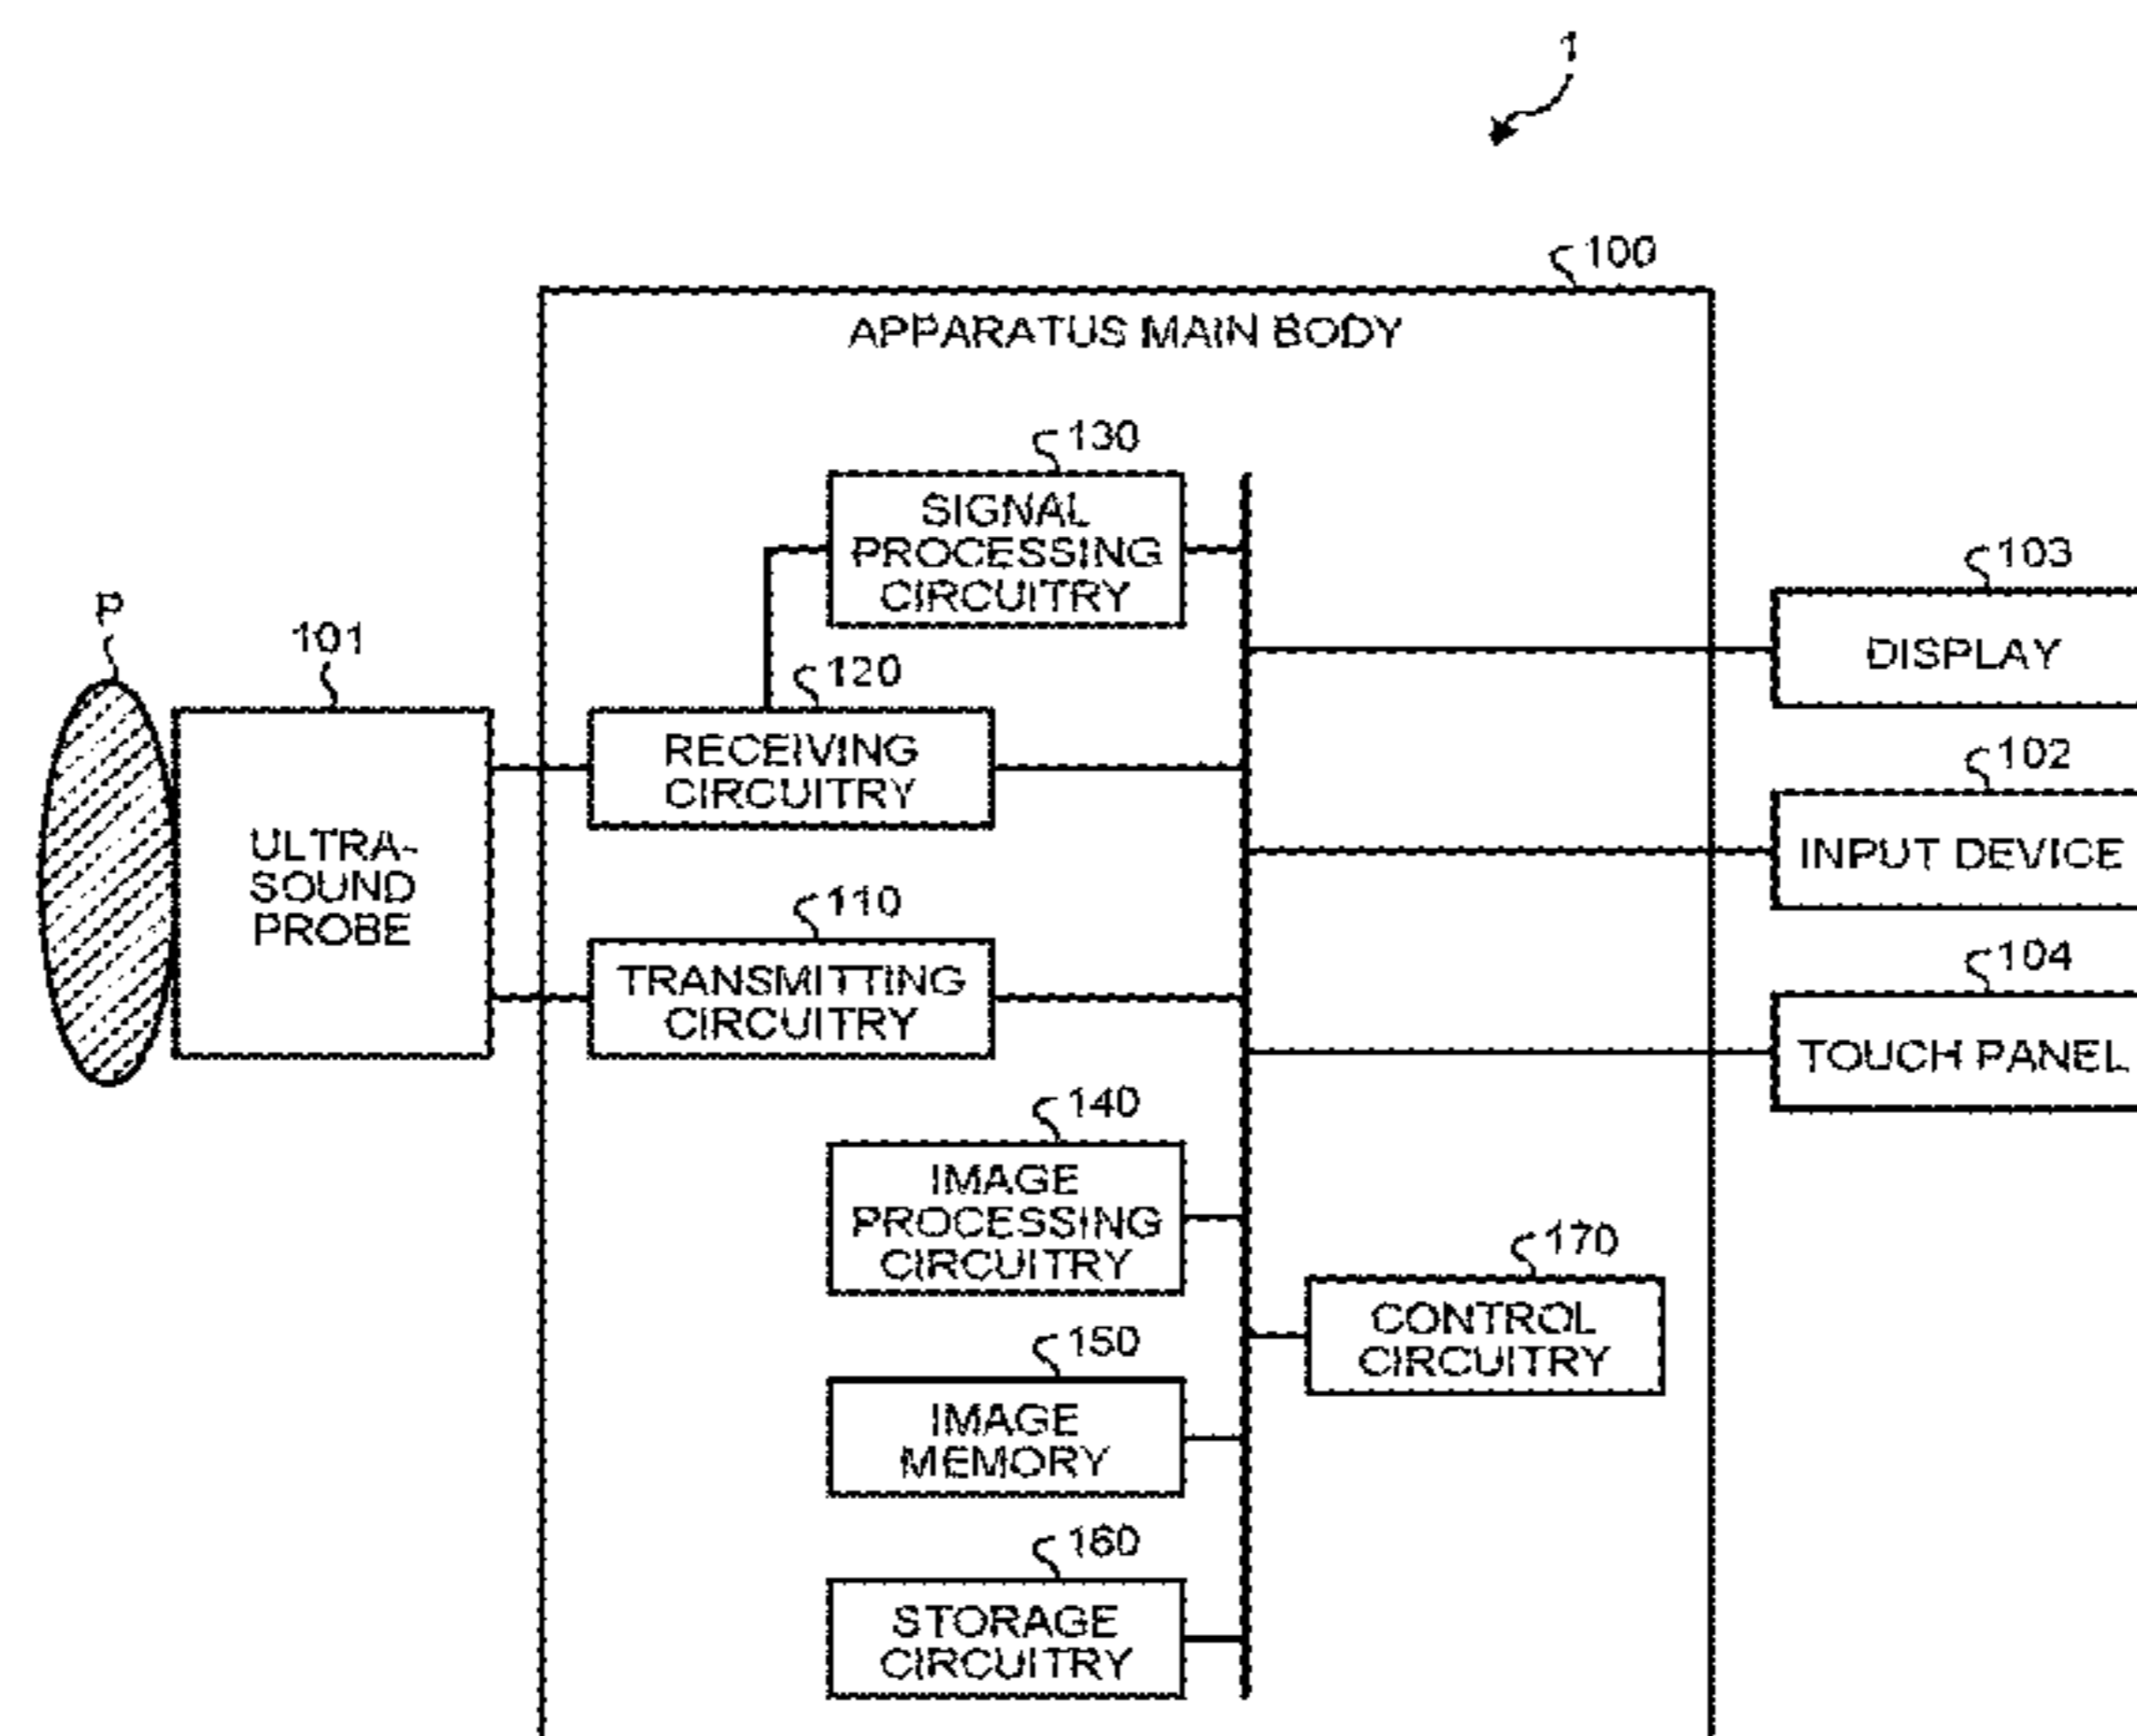 1
100
APPARATUS MAIN BODY
130
SIGNAL
PROCESSING
CIRCUITRY
103
DISPLAY
P
101
ULTRA-
SOUND
PROBE
120
RECEIVING
CIRCUITRY
102
INPUT DEVICE
110
TRANSMITTING
CIRCUITRY
104
TOUCH PANEL
140
IMAGE
PROCESSING
CIRCUITRY
170
CONTROL
CIRCUITRY
150
IMAGE
MEMORY
160
STORAGE
CIRCUITRY